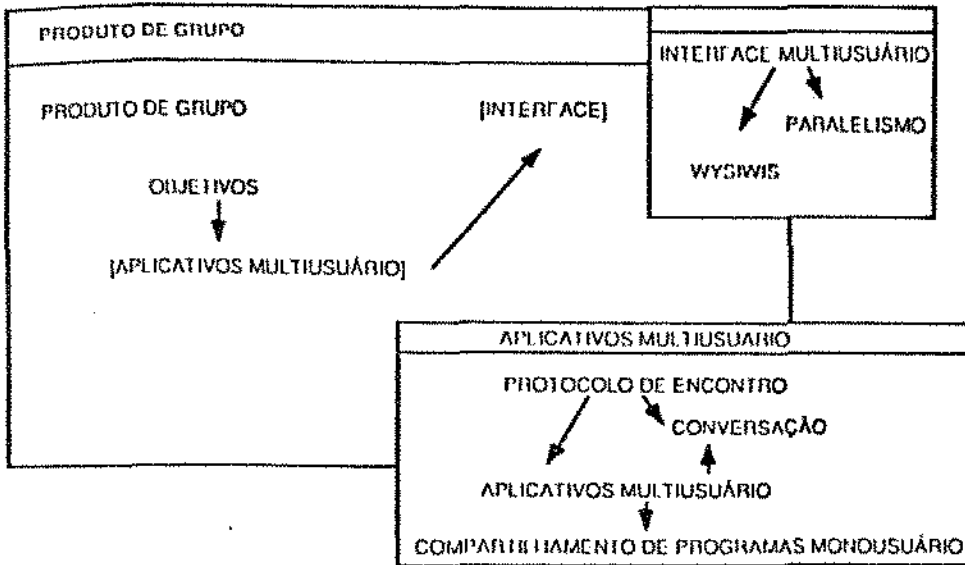 PRODUTO DE GRUPO
PRODUTO DE GRUPO
[INTERFACE]
OBJETIVOS
[APLICATIVOS MULTIUSUÁRIO]
INTERFACE MULTIUSUÁRIO
PARALELISMO
WYSIWIS
APLICATIVOS MULTIUSUARIO
PROTOCOLO DE ENCONTRO
CONVERSAÇÃO
APLICATIVOS MULTIUSUÁRIO
COMPARTILHAMENTO DE PROGRAMAS MONOUSUÁRIO